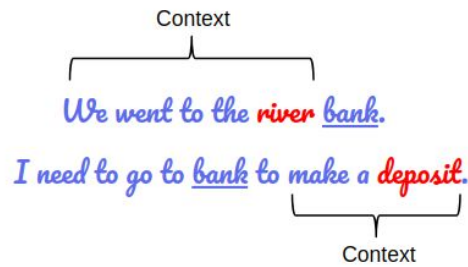 Context
We went to the river bank.
I need to go to bank to make a deposit.
Context